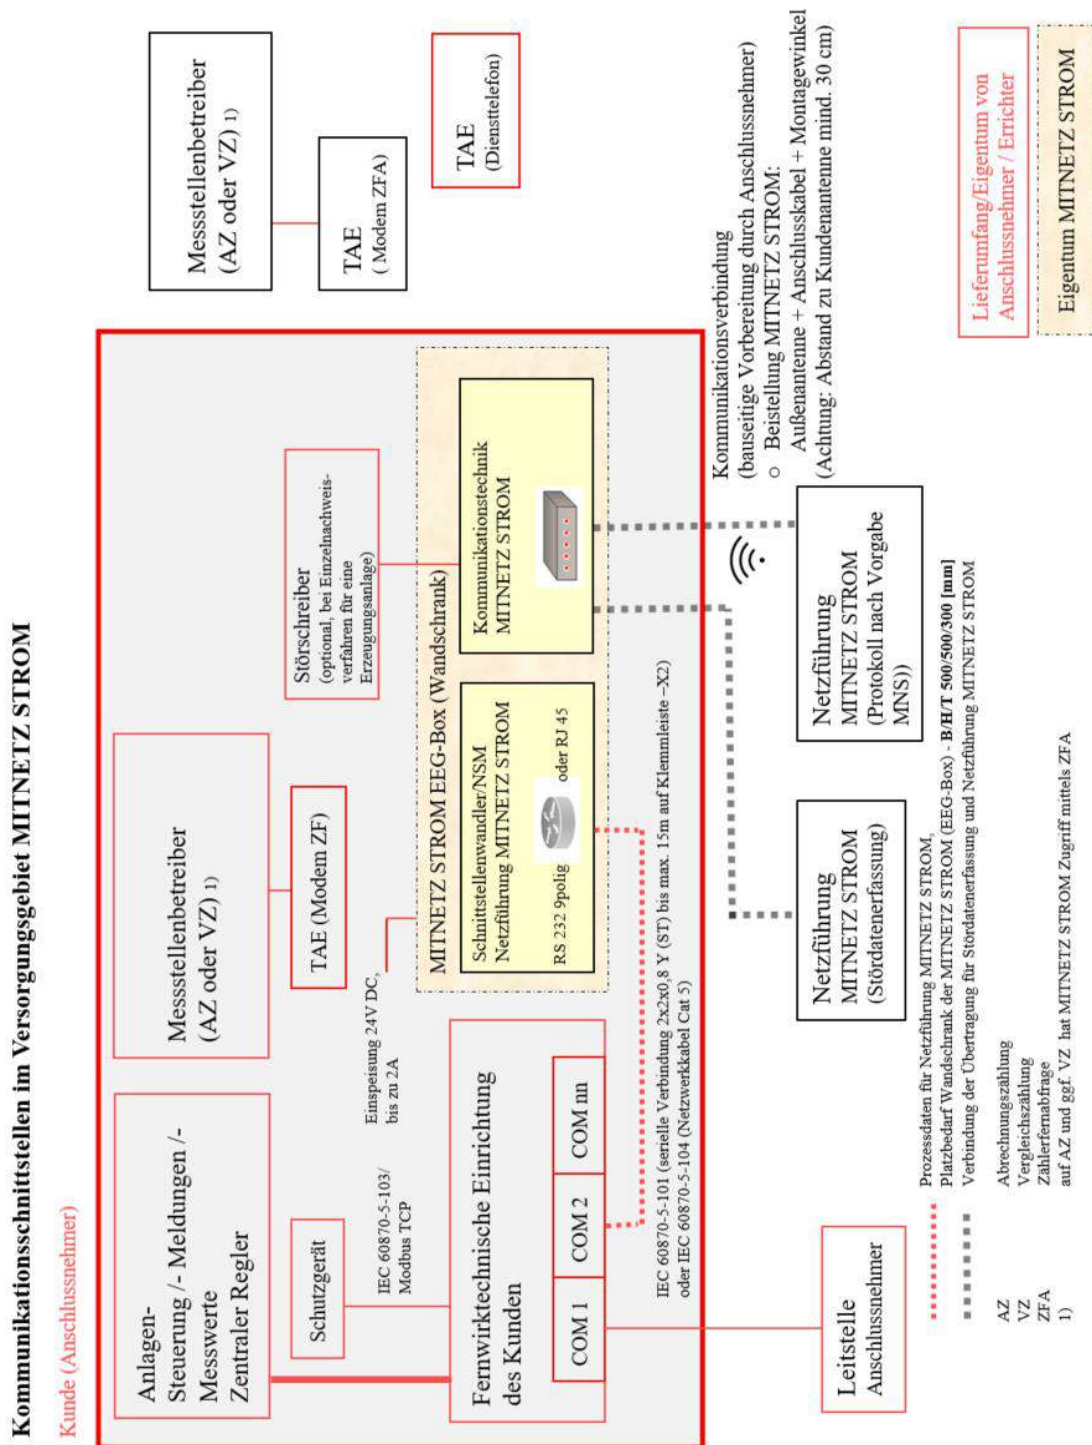 Kommunikationsschnittstellen im Versorgungsgebiet MITNETZ STROM
Kunde (Anschlussnehmer)
Anlagen-
Steuerung /- Meldungen /-
Messwerte
Zentraler Regler
Messstellenbetreiber
(AZ oder VZ) 1)
Messstellenbetreiber
(AZ oder VZ) 1)
TAE (Modem ZF)
TAE
( Modem ZFA)
TAE
(Diensttelefon)
Störschreiber
(optional, bei Einzelnachweis-
verfahren für eine
Erzeugungsanlage)
Schutzgerät
IEC 60870-5-103/
Modbus TCP
Einspeisung 24V DC,
bis zu 2A
MITNETZ STROM EEG-Box (Wandschrank)
Schnittstellenwandler/NSM
Netzführung MITNETZ STROM
RS 232 9polig
oder RJ 45
Kommunikationstechnik
MITNETZ STROM
Fernwirktechnische Einrichtung
des Kunden
COM 1
COM 2
COM nn
IEC 60870-5-101 (serielle Verbindung 2x2x0,8 Y (ST) bis max. 15m auf Klemmleiste –X2)
oder IEC 60870-5-104 (Netzwerkkabel Cat 5)
Kommunikationsverbindung
(bauseitige Vorbereitung durch Anschlussnehmer)
○ Beistellung MITNETZ STROM:
Außenantenne + Anschlusskabel + Montagewinkel
(Achtung: Abstand zu Kundenantenne mind. 30 cm)
Leitstelle
Anschlussnehmer
Netzführung
MITNETZ STROM
(Stördatenerfassung)
Netzführung
MITNETZ STROM
(Protokoll nach Vorgabe
MNS))
Prozessdaten für Netzführung MITNETZ STROM,
Platzbedarf Wandschrank der MITNETZ STROM (EEG-Box) - B/H/T 500/500/300 [mm]
Verbindung der Übertragung für Stördatenerfassung und Netzführung MITNETZ STROM
AZ Abrechnungszählung
VZ Vergleichszählung
ZFA Zählerfernabfrage
1) auf AZ und ggf. VZ hat MITNETZ STROM Zugriff mittels ZFA
Lieferumfang/Eigentum von
Anschlussnehmer / Errichter
Eigentum MITNETZ STROM